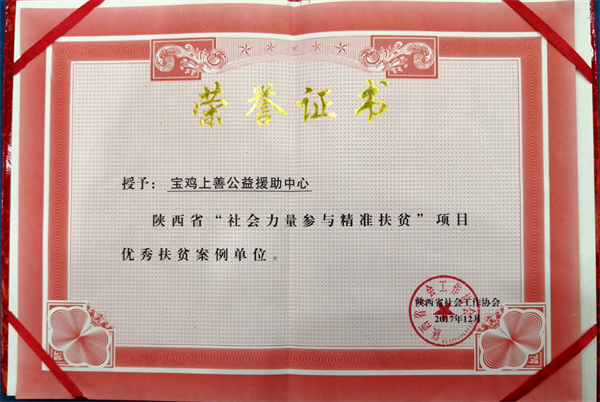 荣誉证书
授予：宝鸡上善公益援助中心
陕西省“社会力量参与精准扶贫”项目
优秀扶贫案例单位。
陕西省社会工作协会
2017年12月